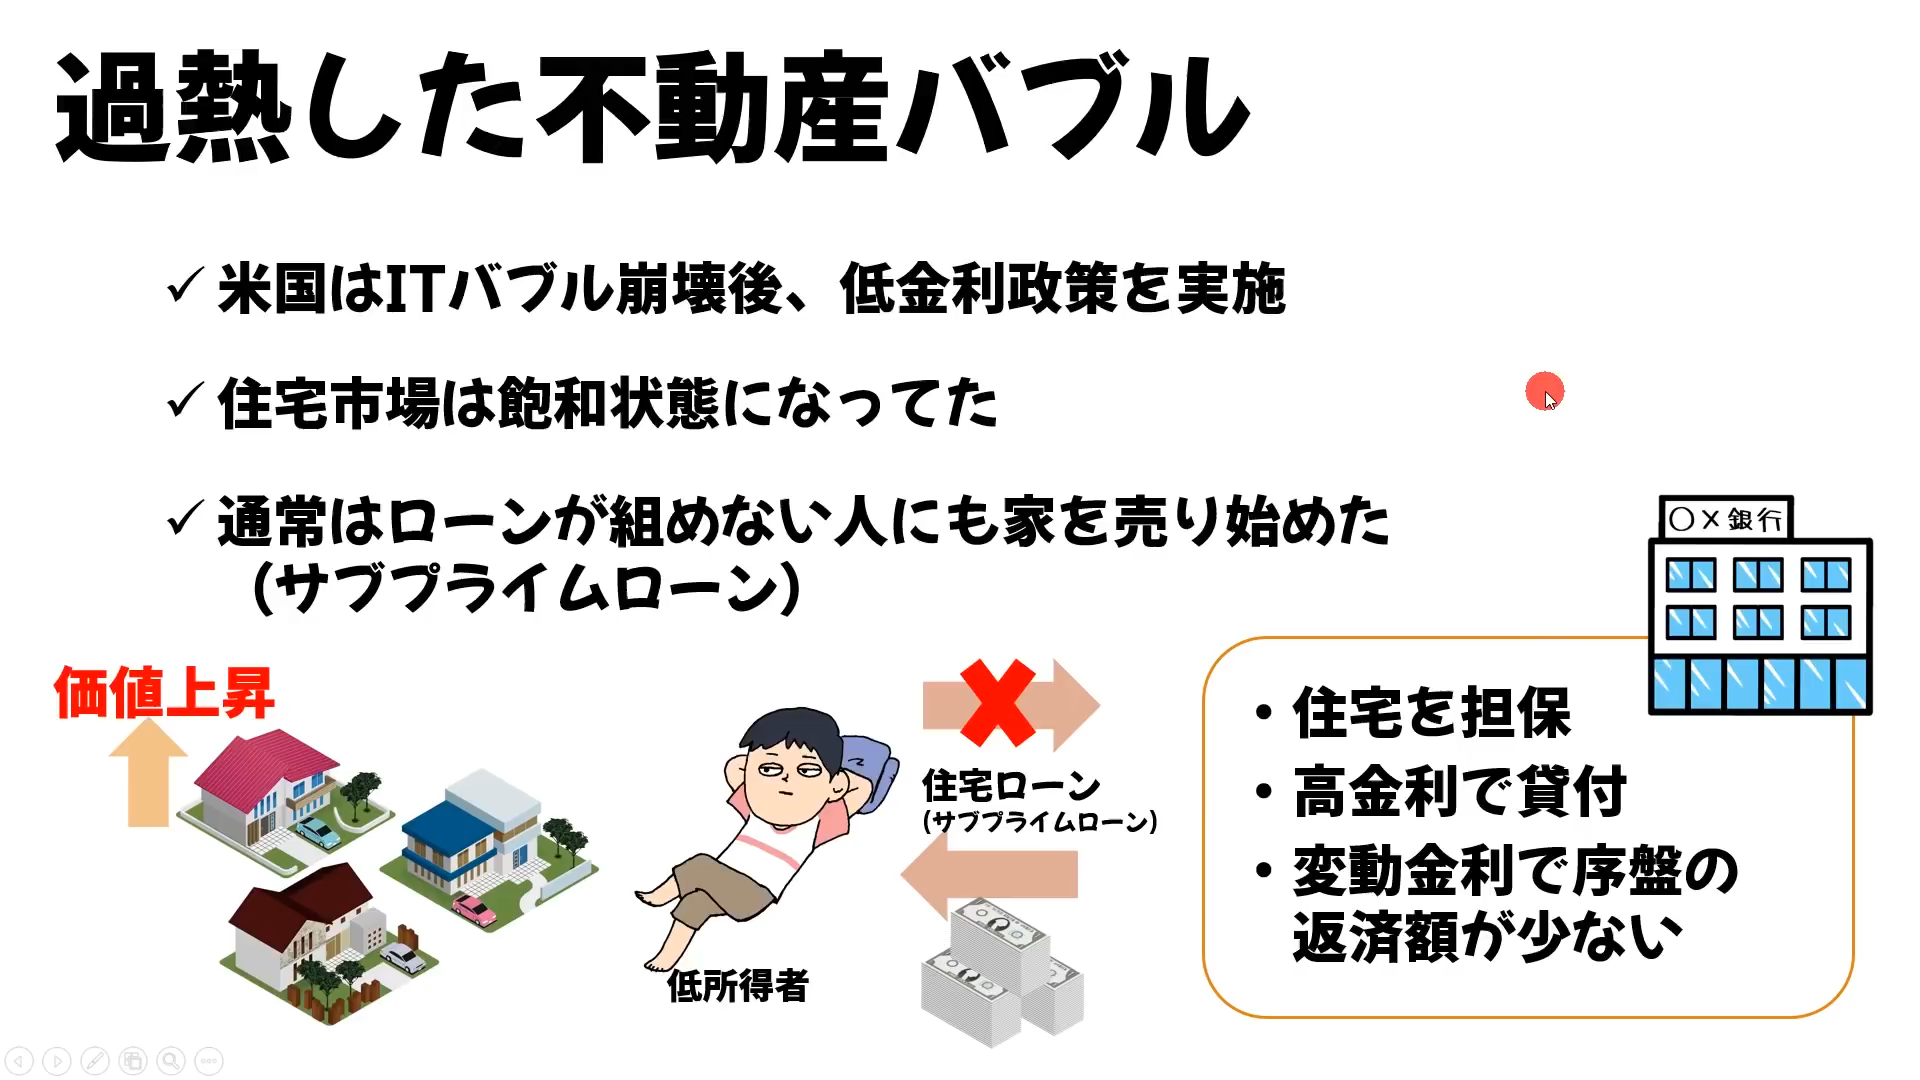 過熱した不動産バブル
✓ 米国はITバブル崩壊後、低金利政策を実施
✓ 住宅市場は飽和状態になってた
✓ 通常はローンが組めない人にも家を売り始めた
(サブプライムローン)
〇×銀行
価値上昇
住宅ローン
(サブプライムローン)
低所得者
・住宅を担保
・高金利で貸付
・変動金利で序盤の
返済額が少ない